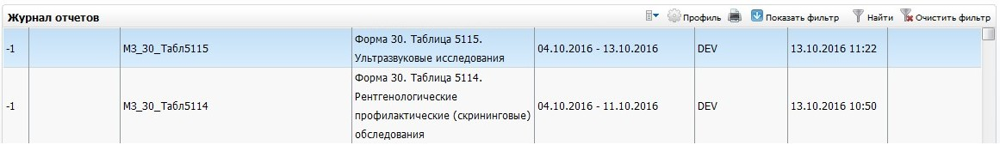 Журнал отчетов Профиль Показать фильтр Найти Очистить фильтр
-1 МЗ_30_Табл5115 Форма 30. Таблица 5115. 04.10.2016 - 13.10.2016 DEV 13.10.2016 11:22
Ультразвуковые исследования
-1 МЗ_30_Табл5114 Форма 30. Таблица 5114. 04.10.2016 - 11.10.2016 DEV 13.10.2016 10:50
Рентгенологические
профилактические (скрининговые)
обследования